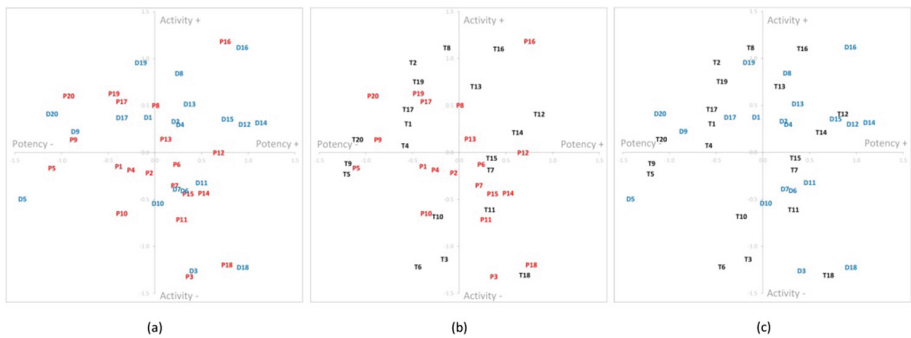 Activity +
P16
D16
D19
D8
P20
P19
P17
P8
D13
D20
D17
D1
D2
D4
D15
D12
D14
D9
P9
P13
Potency -
Potency +
P12
P5
P1
P4
P2
P6
P7
D11
D7
D6
D5
P15
P14
D10
P10
P11
D3
P18
D18
P3
Activity -
(a)
Activity +
T8
T16
P16
T2
T19
T13
P20
P19
P17
P8
T17
T12
T1
T14
P9
T20
T4
P13
Potency -
Potency +
P12
T9
P5
T5
P1
P4
P2
P6
T15
T7
P7
P15
P14
P10
T10
T11
P11
T6
T3
P18
T18
P3
Activity -
(b)
Activity +
T8
T16
D16
T2
D19
D8
T19
T13
D13
D20
T17
D17
T1
D1
D2
D4
T12
D15
D12
D14
D9
T20
T4
T14
Potency -
Potency +
T9
T5
T15
T7
D11
D7
D6
D5
D10
T10
T11
T6
T3
D3
T18
D18
Activity -
(c)